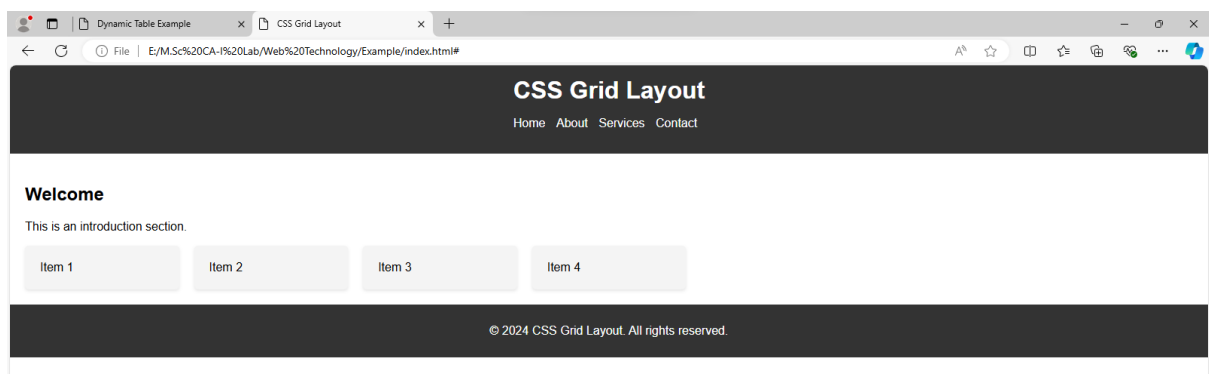 Dynamic Table Example CSS Grid Layout
File E:/M.Sc%20CA-I%20Lab/Web%20Technology/Example/index.html#
CSS Grid Layout
Home About Services Contact
Welcome
This is an introduction section.
Item 1 Item 2 Item 3 Item 4
© 2024 CSS Grid Layout. All rights reserved.